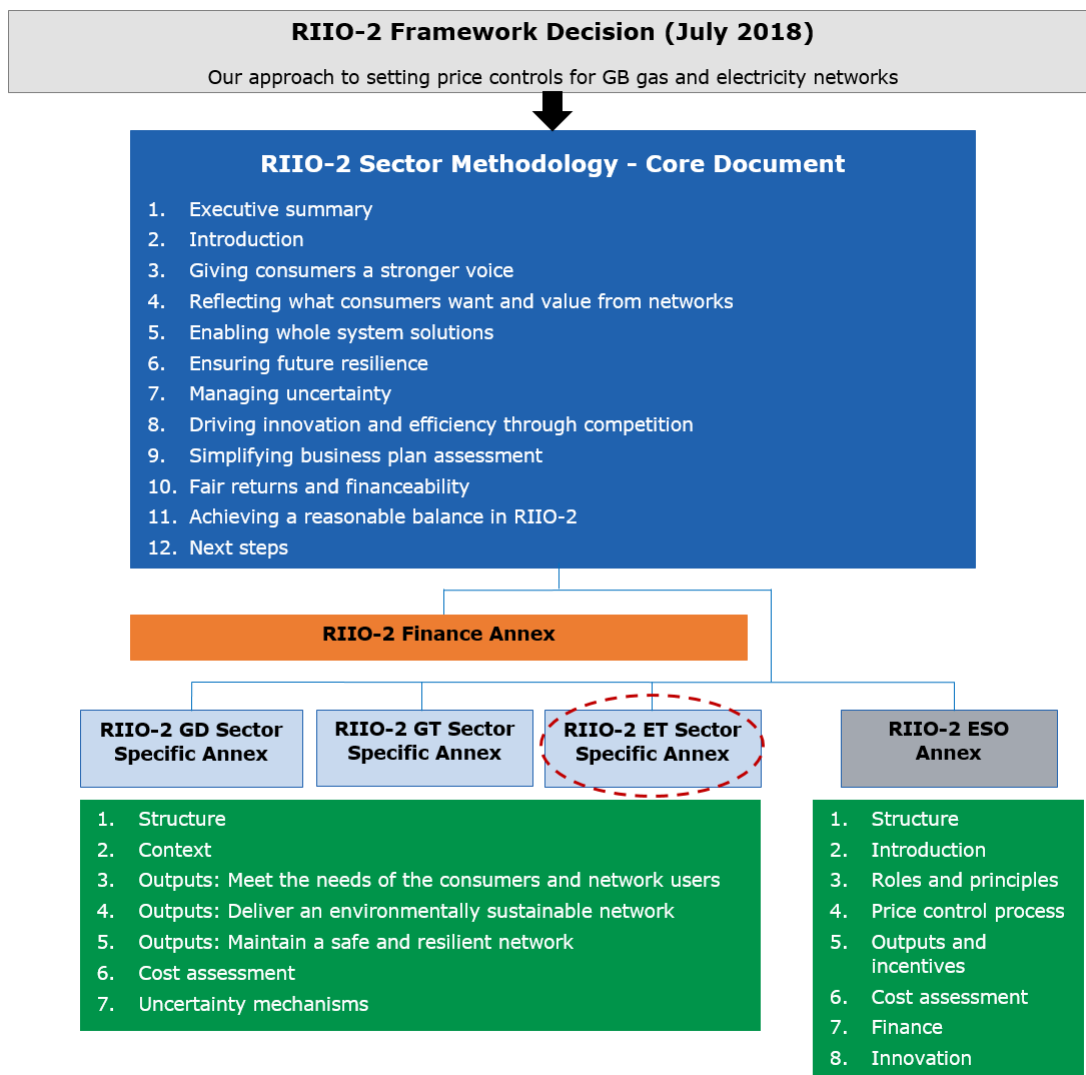 RIIO-2 Framework Decision (July 2018)
Our approach to setting price controls for GB gas and electricity networks
RIIO-2 Sector Methodology - Core Document
1. Executive summary
2. Introduction
3. Giving consumers a stronger voice
4. Reflecting what consumers want and value from networks
5. Enabling whole system solutions
6. Ensuring future resilience
7. Managing uncertainty
8. Driving innovation and efficiency through competition
9. Simplifying business plan assessment
10. Fair returns and financeability
11. Achieving a reasonable balance in RIIO-2
12. Next steps
RIIO-2 Finance Annex
RIIO-2 GD Sector
Specific Annex
RIIO-2 GT Sector
Specific Annex
RIIO-2 ET Sector
Specific Annex
RIIO-2 ESO
Annex
1. Structure
2. Context
3. Outputs: Meet the needs of the consumers and network users
4. Outputs: Deliver an environmentally sustainable network
5. Outputs: Maintain a safe and resilient network
6. Cost assessment
7. Uncertainty mechanisms
1. Structure
2. Introduction
3. Roles and principles
4. Price control process
5. Outputs and
incentives
6. Cost assessment
7. Finance
8. Innovation